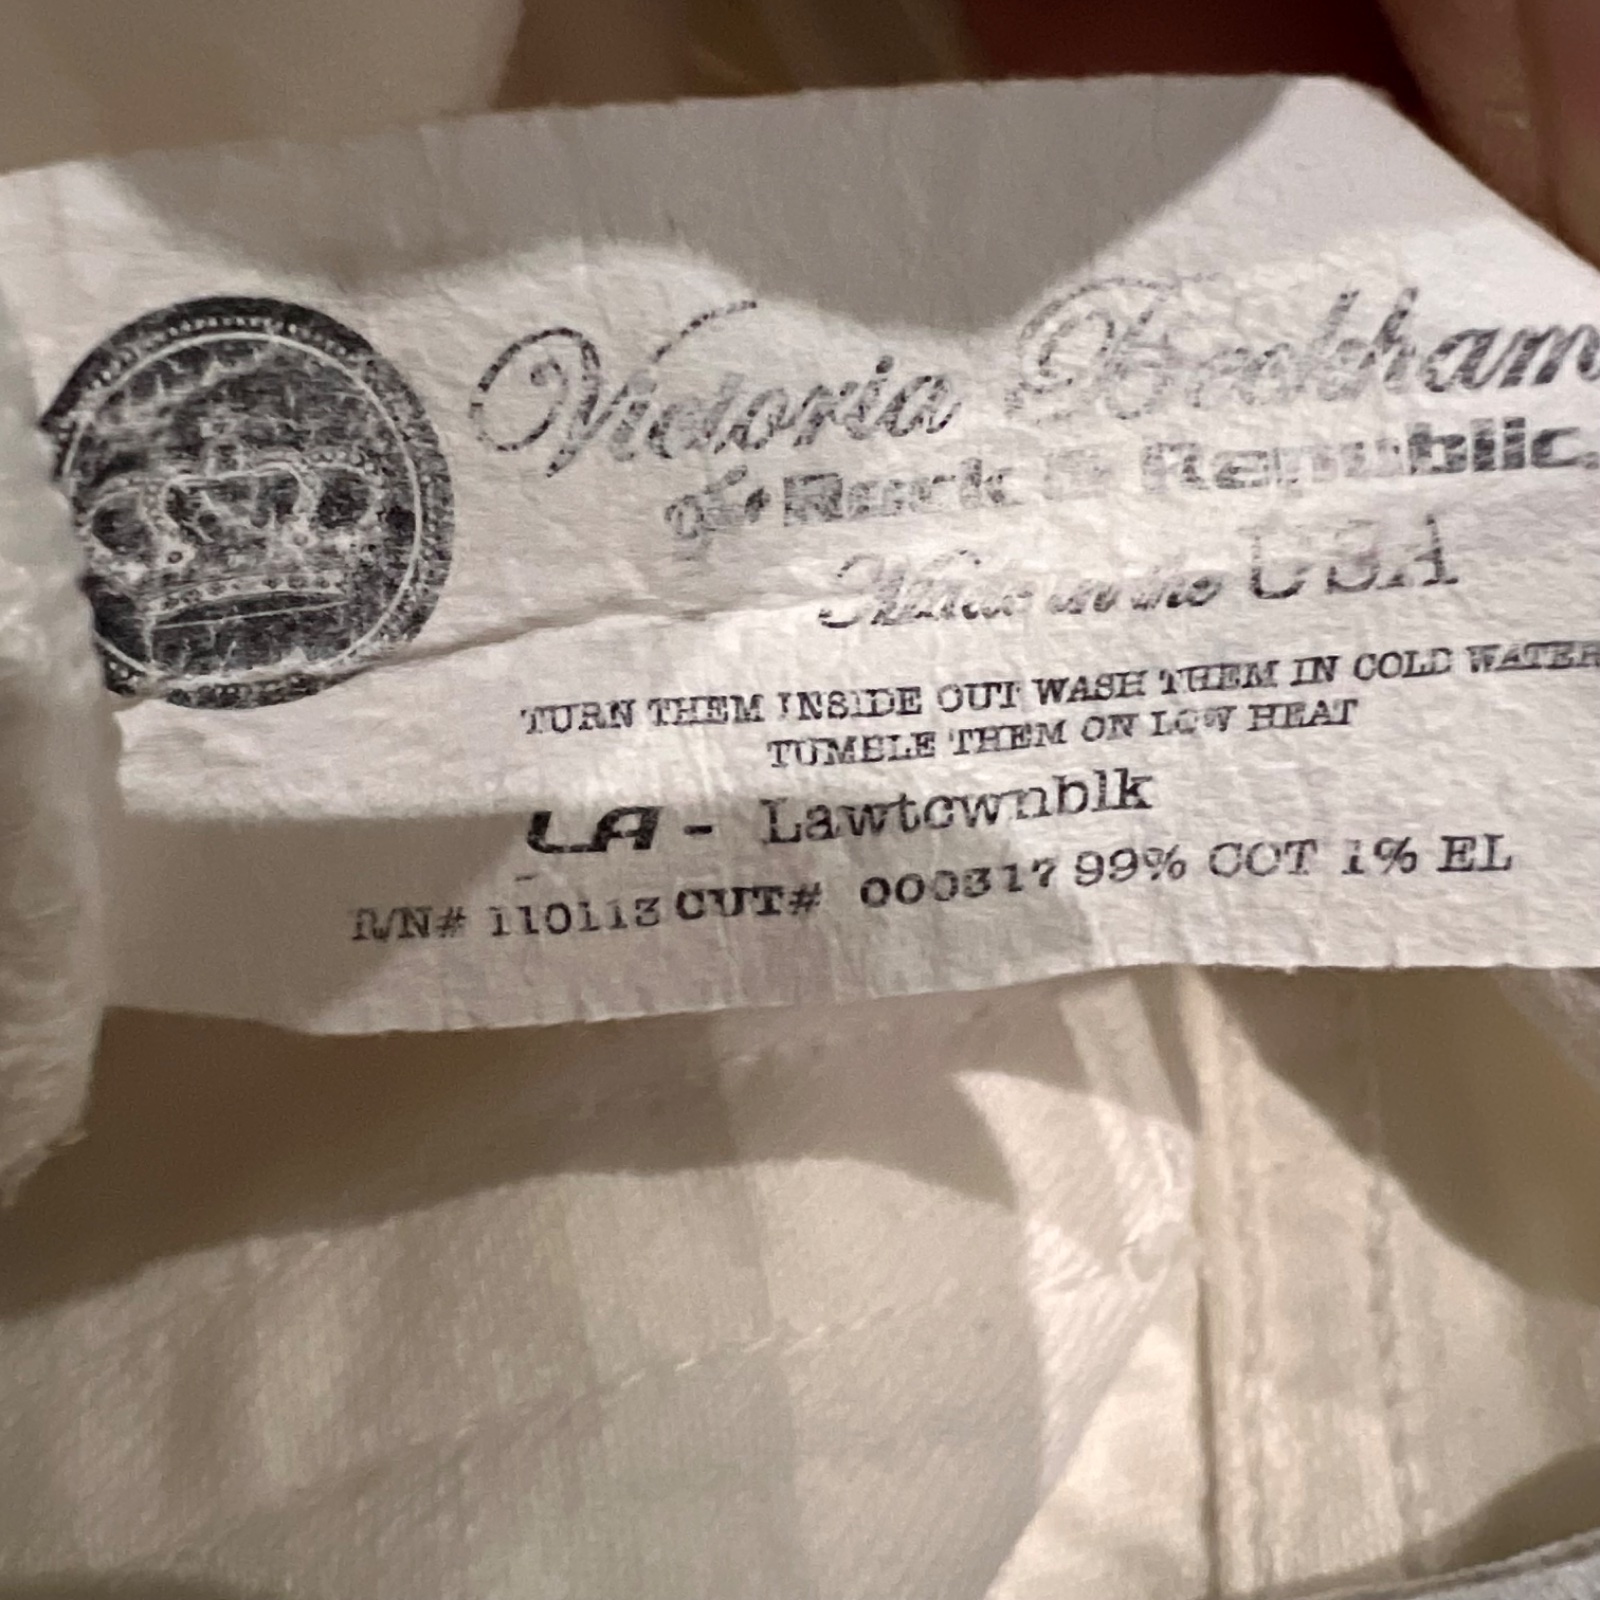 Victoria Beckham
for Rock & Republic.
Made in the USA
TURN THEM INSIDE OUT WASH THEM IN COLD WATER
TUMBLE THEM ON LOW HEAT
LA - Lawtownblk
R/N# 110113 CUT# 000317 99% COT 1% EL